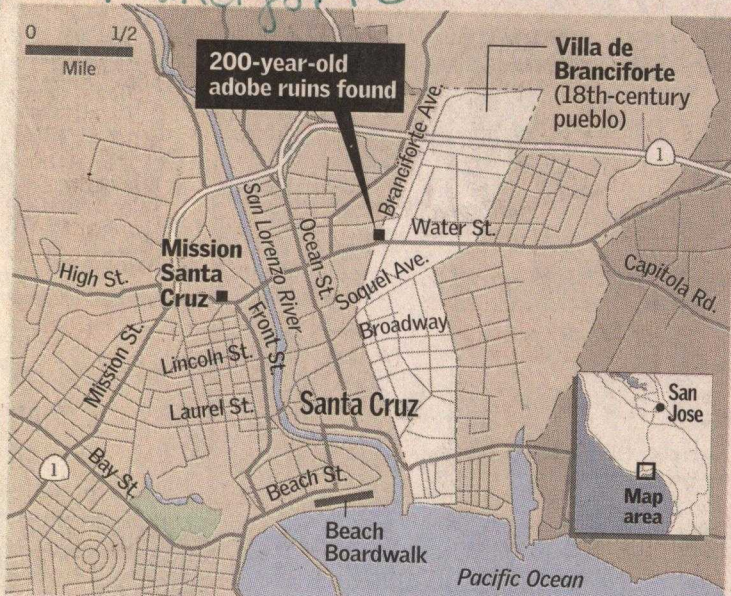 0 1/2
Mile
200-year-old
adobe ruins found
Villa de
Branciforte
(18th-century
pueblo)
Branciforte Ave.
1
San Lorenzo River
Ocean St.
Water St.
Mission
Santa
Cruz
High St.
Soquel Ave.
Capitola Rd.
Front St.
Broadway
Mission St.
Lincoln St.
Laurel St.
Santa Cruz
San
Jose
1
Bay St.
Beach St.
Map
area
Beach
Boardwalk
Pacific Ocean